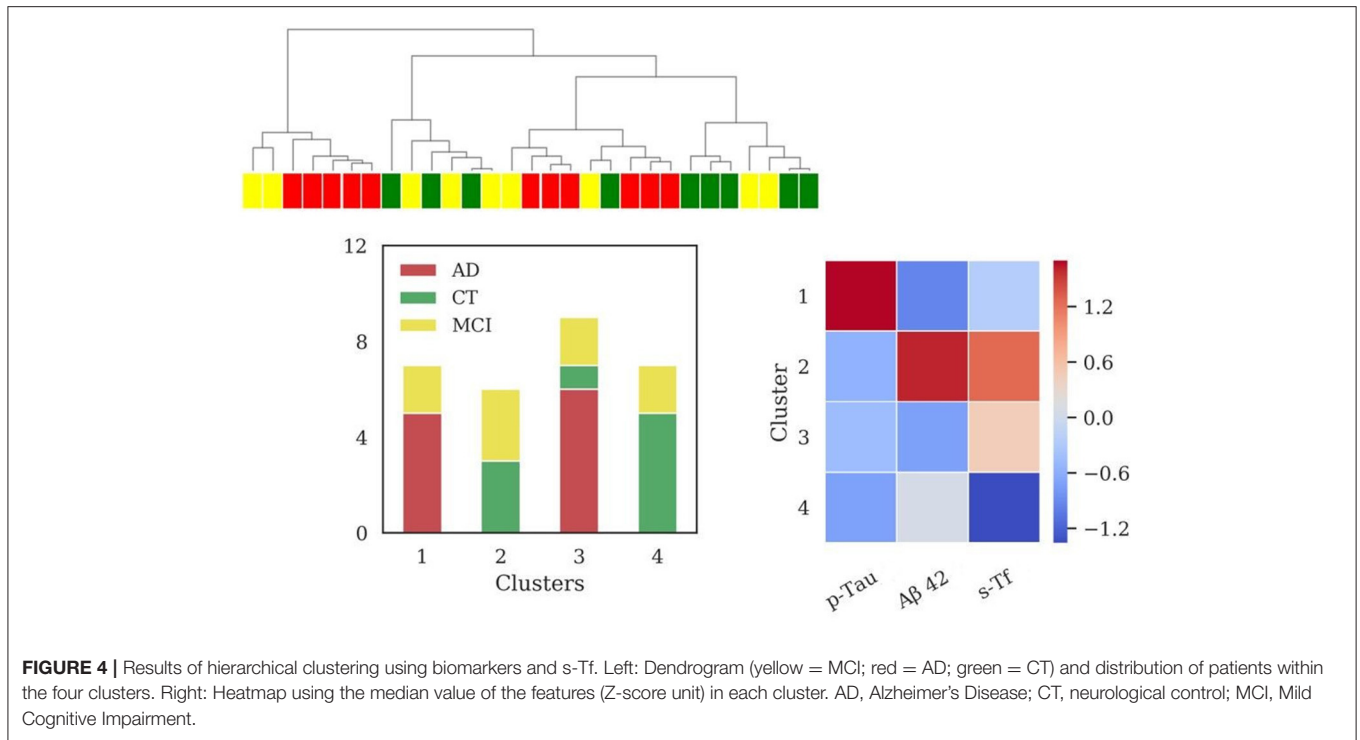 12
8
4
0
AD
CT
MCI
1 2 3 4
Clusters
Cluster
1
2
3
4
p-Tau Aβ 42 s-Tf
1.2
0.6
0.0
−0.6
−1.2
FIGURE 4 | Results of hierarchical clustering using biomarkers and s-Tf. Left: Dendrogram (yellow = MCI; red = AD; green = CT) and distribution of patients within
the four clusters. Right: Heatmap using the median value of the features (Z-score unit) in each cluster. AD, Alzheimer's Disease; CT, neurological control; MCI, Mild
Cognitive Impairment.